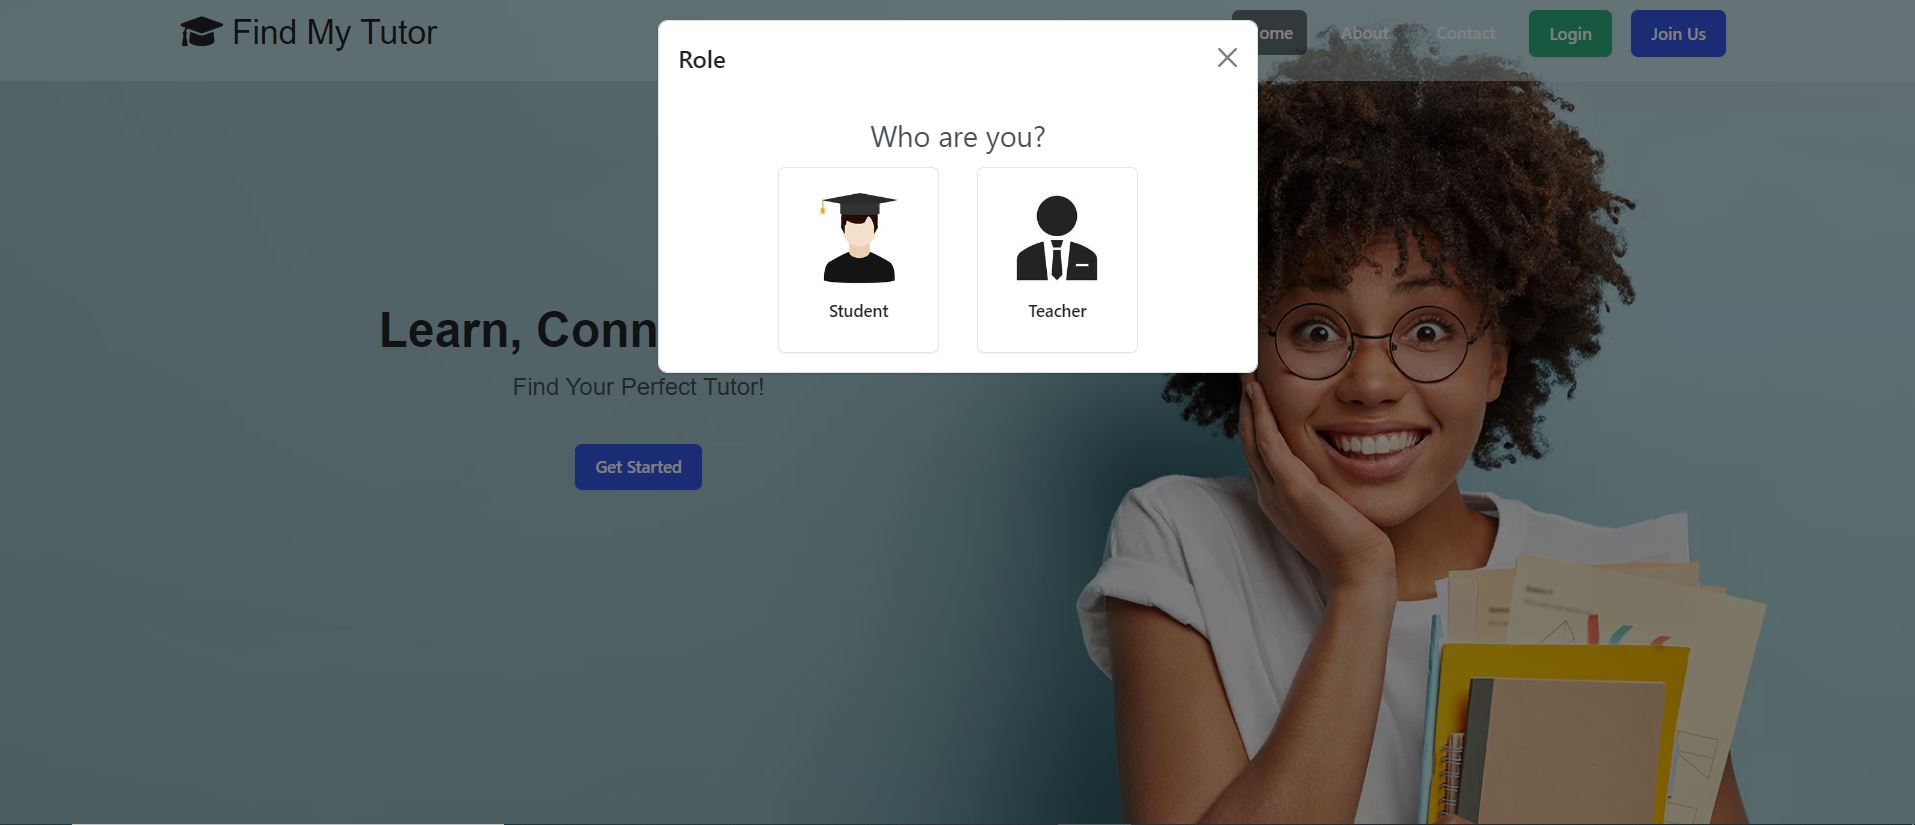 Find My Tutor
ome
About
Contact
Login
Join Us
Role
Who are you?
Student
Teacher
Learn, Conn
Find Your Perfect Tutor!
Get Started